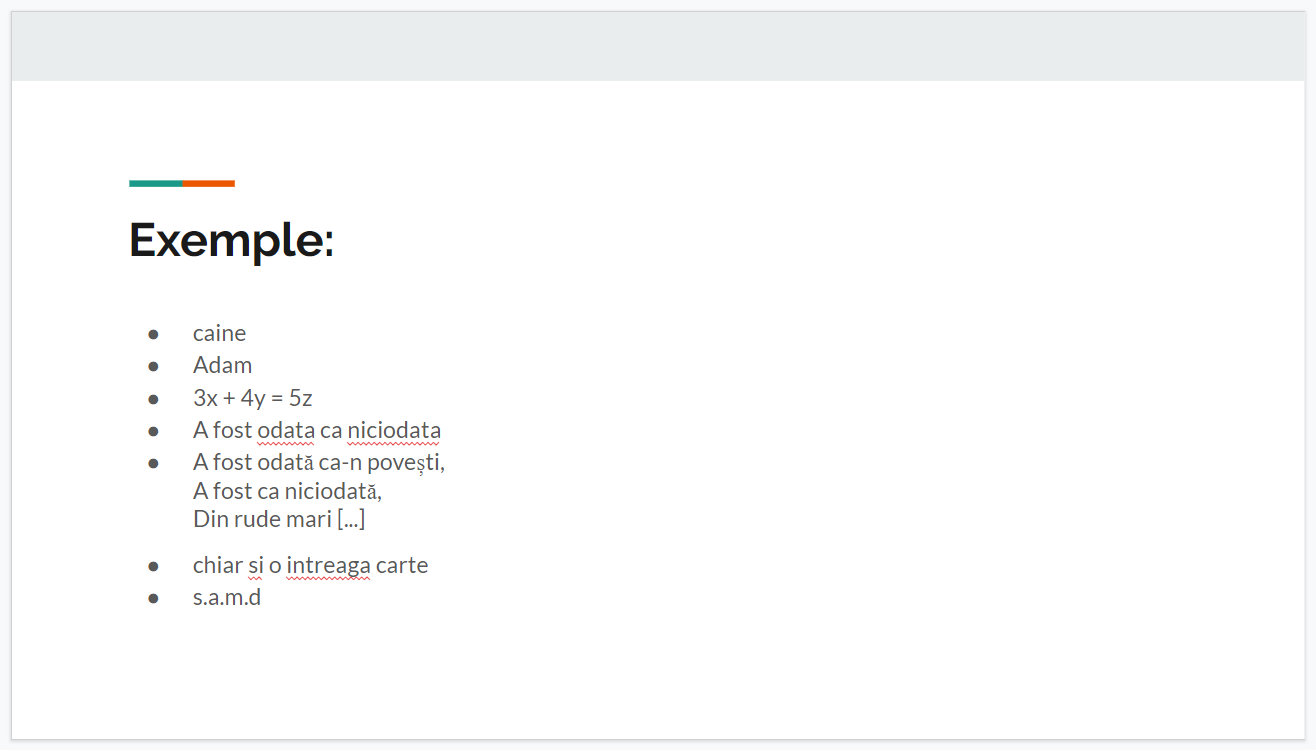 Exemple:
● caine
● Adam
● 3x + 4y = 5z
● A fost odata ca niciodata
● A fost odată ca-n povești,
A fost ca niciodată,
Din rude mari [...]
● chiar si o intreaga carte
● s.a.m.d